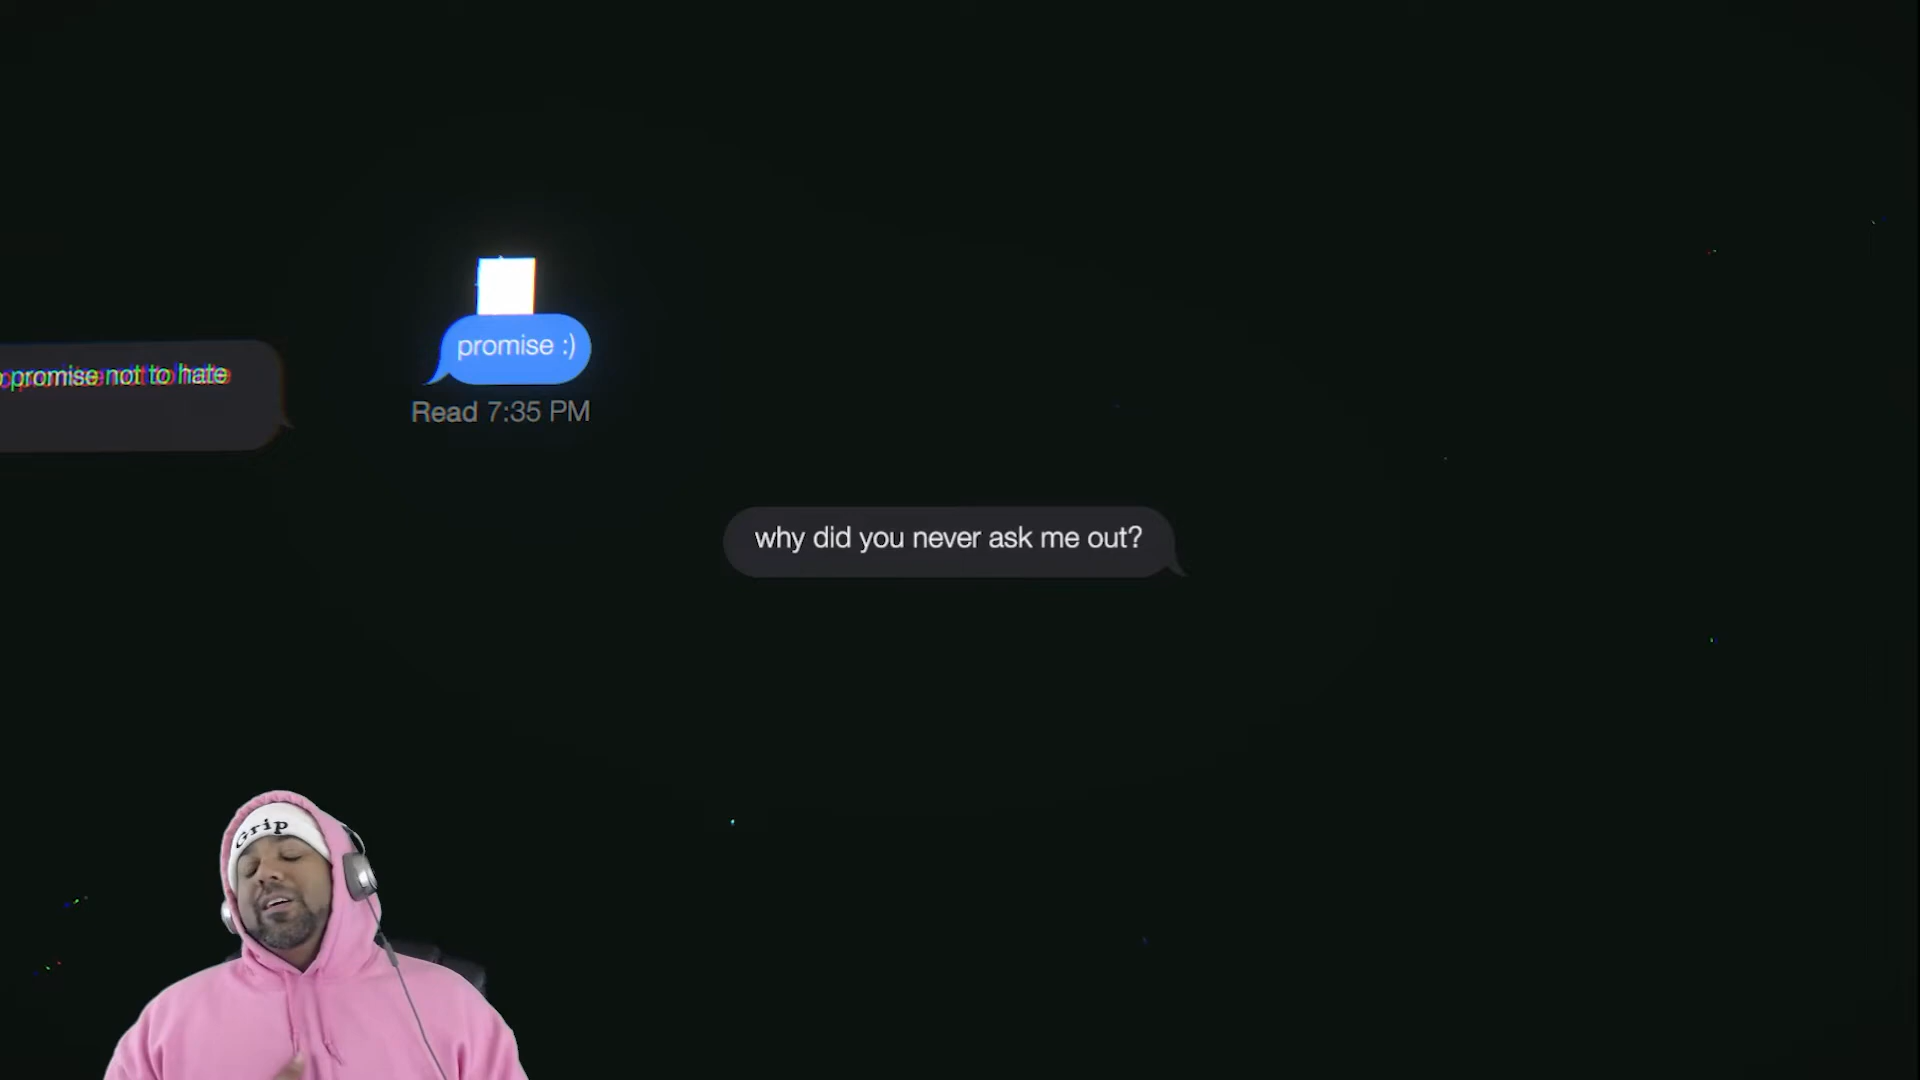 promise :)
promise not to hate
Read 7:35 PM
why did you never ask me out?
Grip